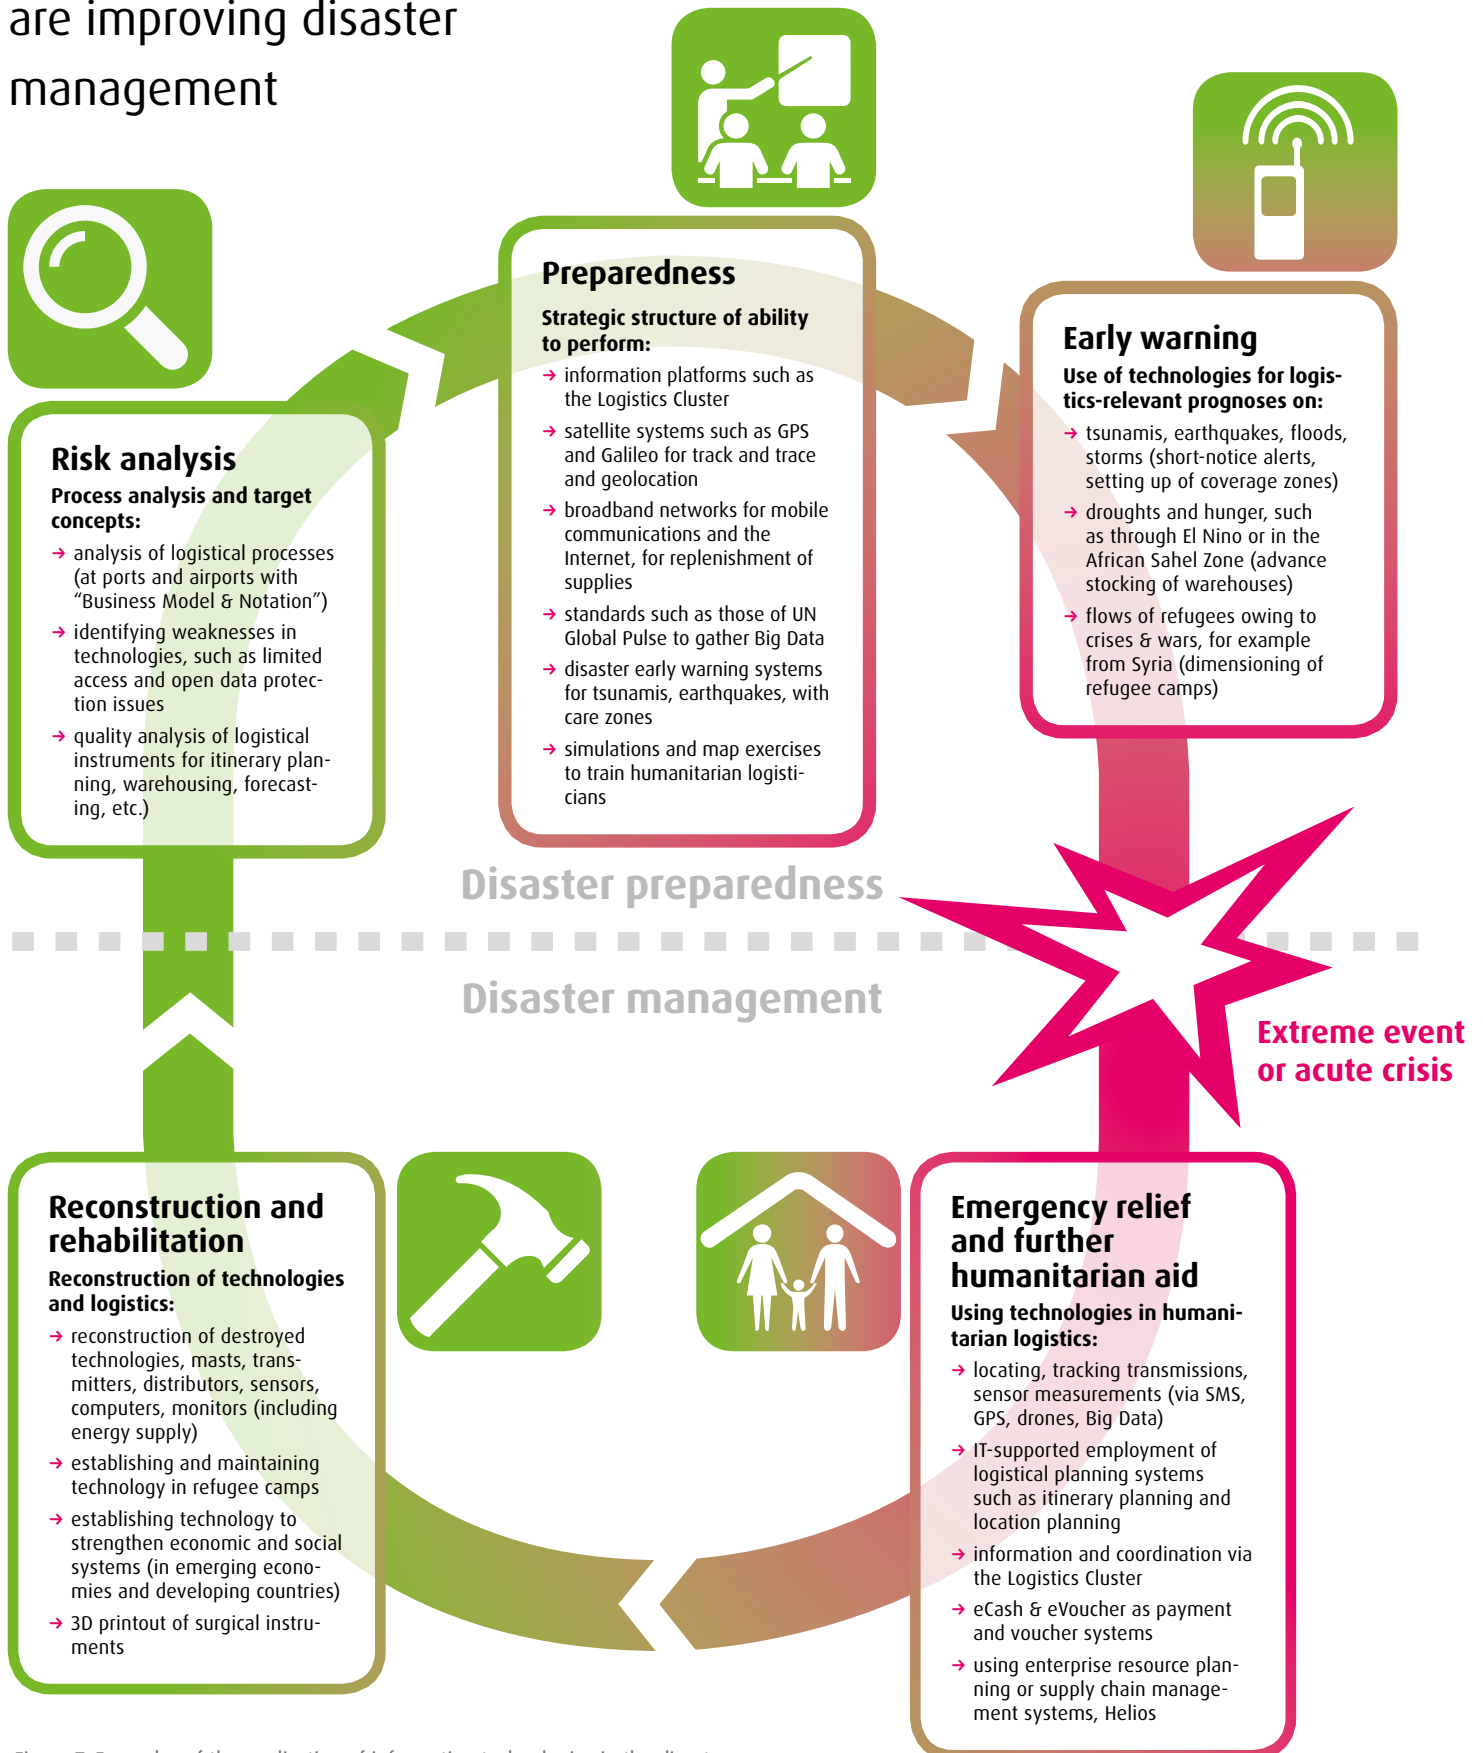 are improving disaster
management
Risk analysis
Process analysis and target
concepts:
→ analysis of logistical processes
(at ports and airports with
“Business Model & Notation”)
→ identifying weaknesses in
technologies, such as limited
access and open data protec-
tion issues
→ quality analysis of logistical
instruments for itinerary plan-
ning, warehousing, forecast-
ing, etc.)
Preparedness
Strategic structure of ability
to perform:
→ information platforms such as
the Logistics Cluster
→ satellite systems such as GPS
and Galileo for track and trace
and geolocation
→ broadband networks for mobile
communications and the
Internet, for replenishment of
supplies
→ standards such as those of UN
Global Pulse to gather Big Data
→ disaster early warning systems
for tsunamis, earthquakes, with
care zones
→ simulations and map exercises
to train humanitarian logisti-
cians
Early warning
Use of technologies for logis-
tics-relevant prognoses on:
→ tsunamis, earthquakes, floods,
storms (short-notice alerts,
setting up of coverage zones)
→ droughts and hunger, such
as through El Nino or in the
African Sahel Zone (advance
stocking of warehouses)
→ flows of refugees owing to
crises & wars, for example
from Syria (dimensioning of
refugee camps)
Disaster preparedness
Disaster management
Extreme event
or acute crisis
Reconstruction and
rehabilitation
Reconstruction of technologies
and logistics:
→ reconstruction of destroyed
technologies, masts, trans-
mitters, distributors, sensors,
computers, monitors (including
energy supply)
→ establishing and maintaining
technology in refugee camps
→ establishing technology to
strengthen economic and social
systems (in emerging econo-
mies and developing countries)
→ 3D printout of surgical instru-
ments
Emergency relief
and further
humanitarian aid
Using technologies in humani-
tarian logistics:
→ locating, tracking transmissions,
sensor measurements (via SMS,
GPS, drones, Big Data)
→ IT-supported employment of
logistical planning systems
such as itinerary planning and
location planning
→ information and coordination via
the Logistics Cluster
→ eCash & eVoucher as payment
and voucher systems
→ using enterprise resource plan-
ning or supply chain manage-
ment systems, Helios